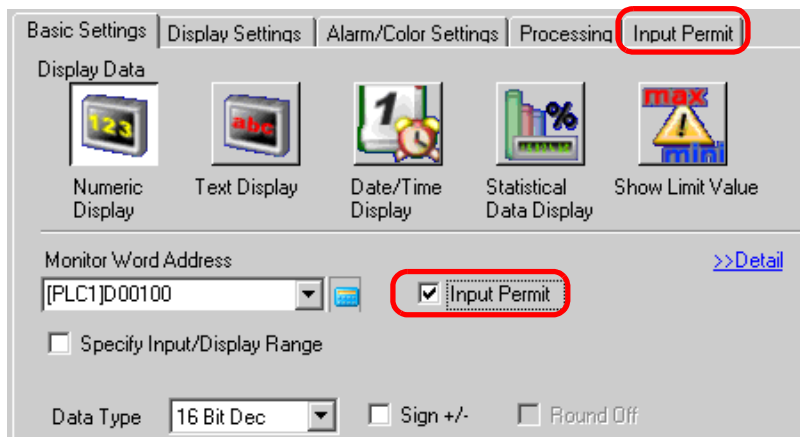 Basic Settings Display Settings Alarm/Color Settings Processing Input Permit
Display Data
123 abc 1 % max mini
Numeric Display Text Display Date/Time Display Statistical Data Display Show Limit Value
Monitor Word Address >>Detail
[PLC1]D00100 Input Permit
Specify Input/Display Range
Data Type 16 Bit Dec Sign +/- Round Off